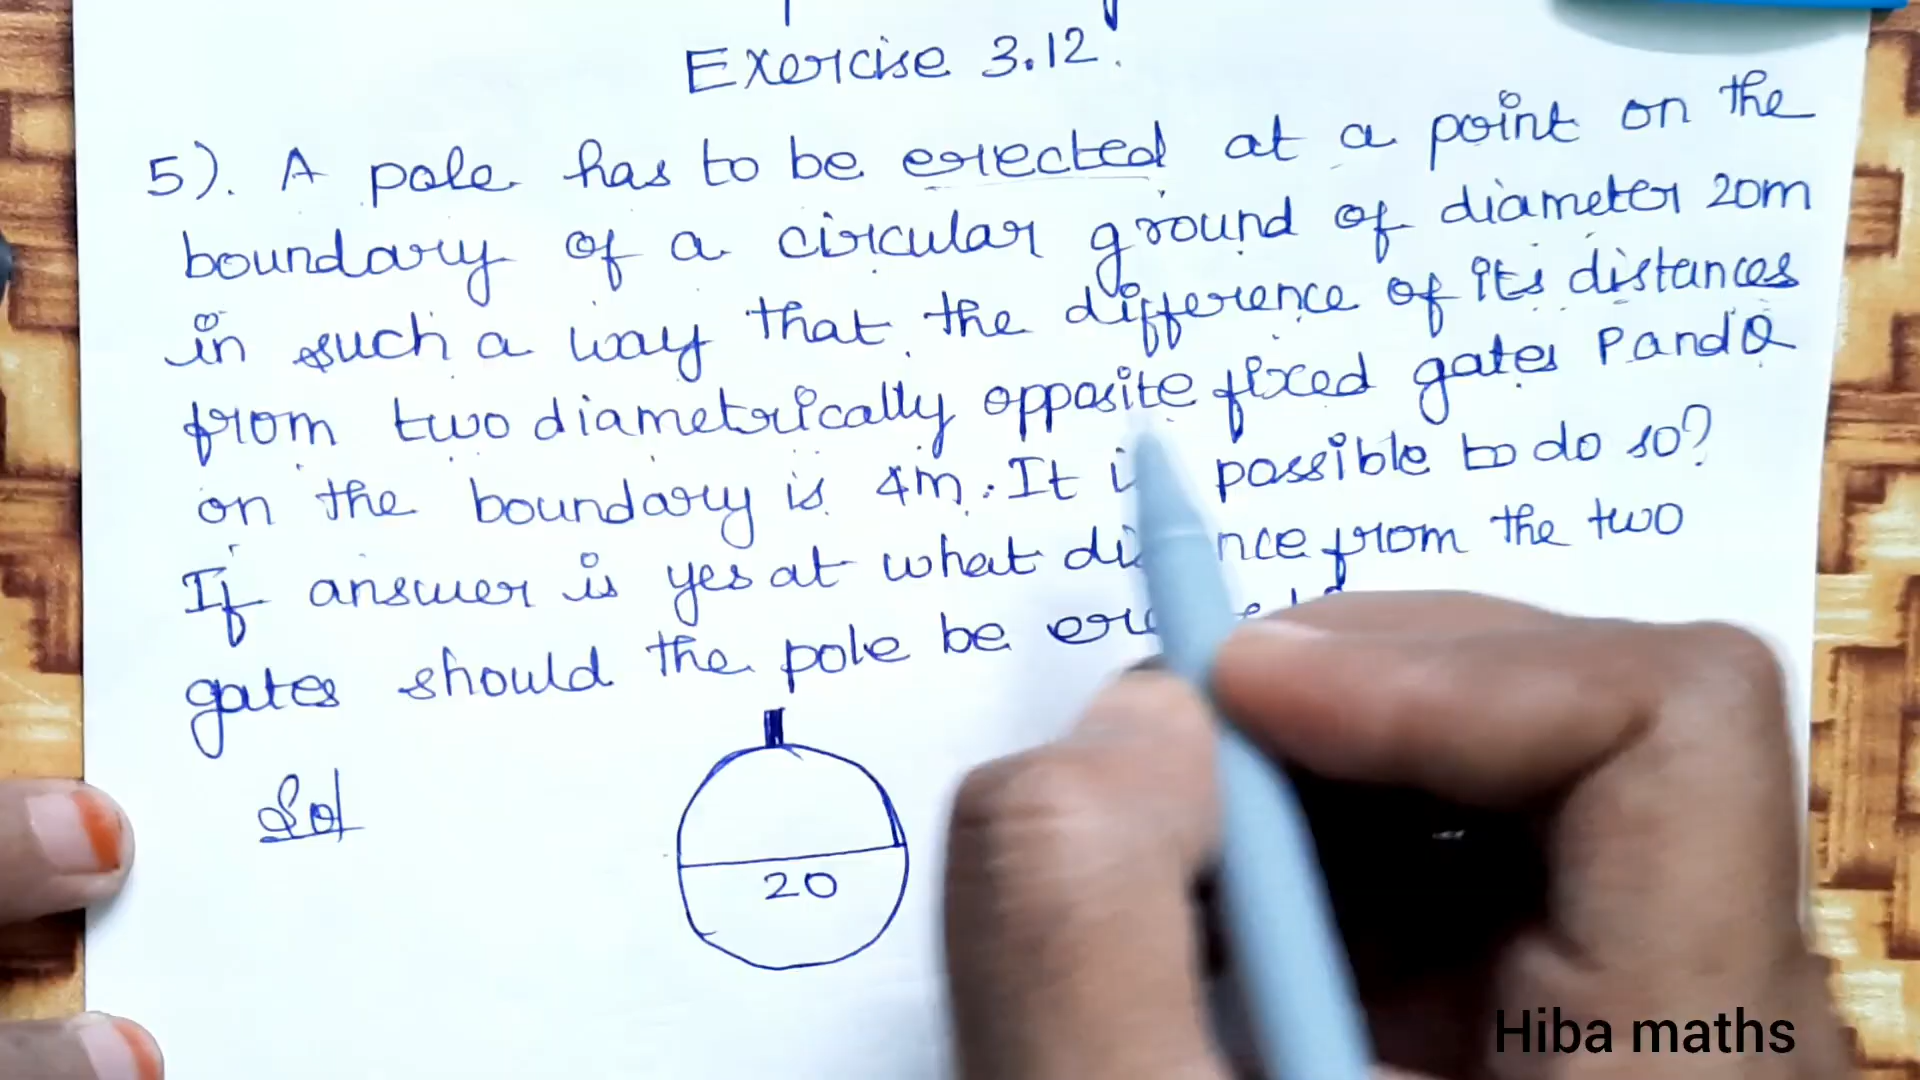 Exercise 3.12.
5). A pole has to be erected at a point on the
boundary of a circular ground of diameter 20m
in such a way that the difference of its distances
from two diametrically opposite fixed gates P and Q
on the boundary is 4m. It possible to do so?
If answer is yes at what from the two
gates should the pole be
Sol
20
Hiba maths